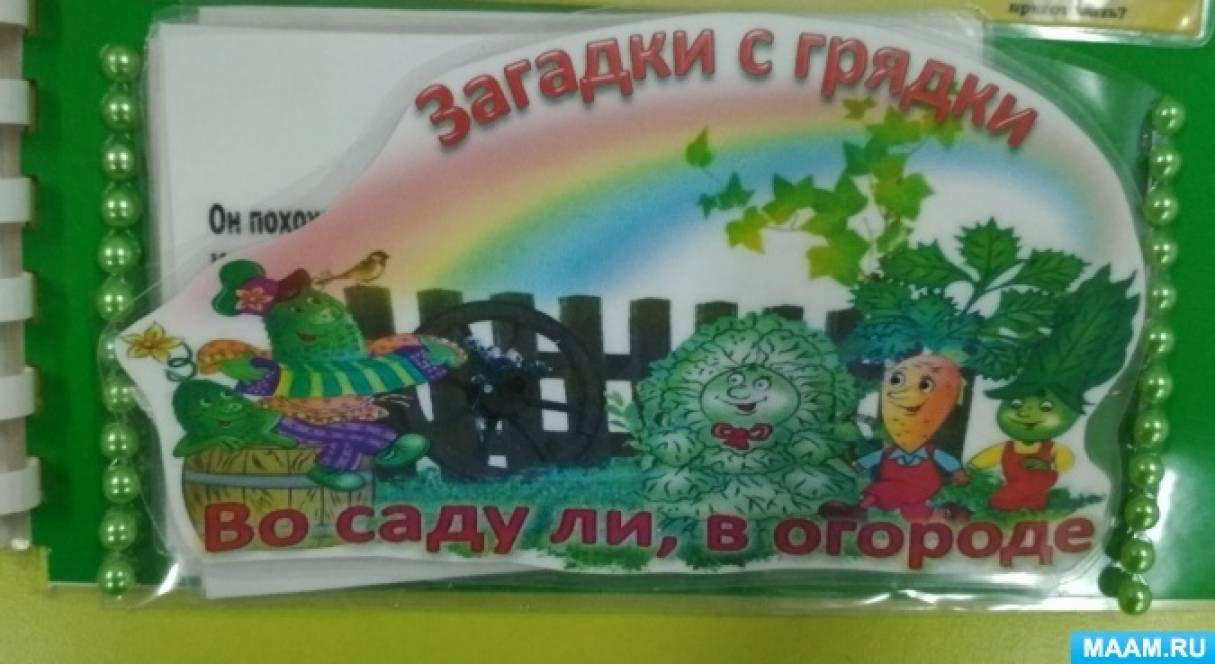 Загадки с грядки
Во саду ли, в огороде
MAAM.RU